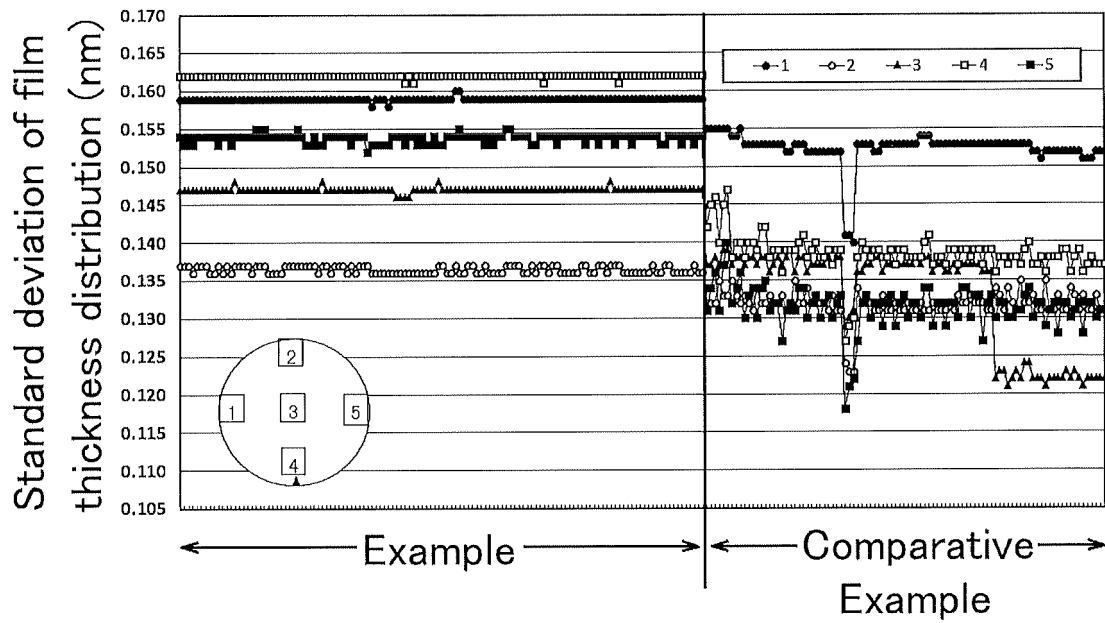 Standard deviation of film
thickness distribution (nm)
0.170
0.165
0.160
0.155
0.150
0.145
0.140
0.135
0.130
0.125
0.120
0.115
0.110
0.105
1 2 3 4 5
2
1 3 5
4
Example
Comparative
Example